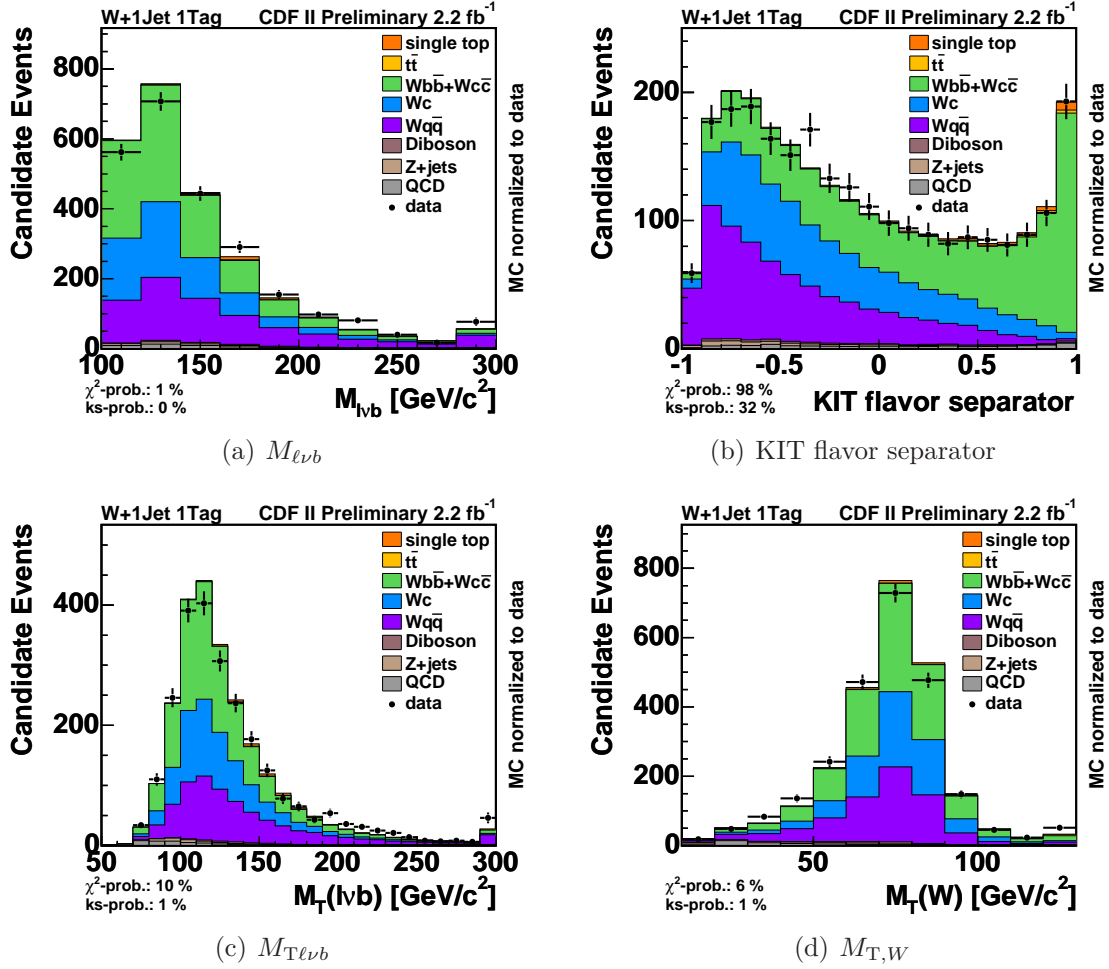 W+1Jet 1Tag CDF II Preliminary 2.2 fb⁻¹
Candidate Events
800
600
400
200
0
100 150 200 250 300
single top
tt̄
Wbb̄+Wcc̄
Wc
Wqq̄
Diboson
Z+jets
QCD
data
MC normalized to data
χ²-prob.: 1 %
ks-prob.: 0 %
M_lνb [GeV/c²]
(a) M_ℓνb
W+1Jet 1Tag CDF II Preliminary 2.2 fb⁻¹
Candidate Events
200
100
0
-1 -0.5 0 0.5 1
single top
tt̄
Wbb̄+Wcc̄
Wc
Wqq̄
Diboson
Z+jets
QCD
data
MC normalized to data
χ²-prob.: 98 %
ks-prob.: 32 %
KIT flavor separator
(b) KIT flavor separator
W+1Jet 1Tag CDF II Preliminary 2.2 fb⁻¹
Candidate Events
400
200
0
50 100 150 200 250 300
single top
tt̄
Wbb̄+Wcc̄
Wc
Wqq̄
Diboson
Z+jets
QCD
data
MC normalized to data
χ²-prob.: 10 %
ks-prob.: 1 %
M_T(lνb) [GeV/c²]
(c) M_Tℓνb
W+1Jet 1Tag CDF II Preliminary 2.2 fb⁻¹
Candidate Events
800
600
400
200
0
50 100
single top
tt̄
Wbb̄+Wcc̄
Wc
Wqq̄
Diboson
Z+jets
QCD
data
MC normalized to data
χ²-prob.: 6 %
ks-prob.: 1 %
M_T(W) [GeV/c²]
(d) M_T,W